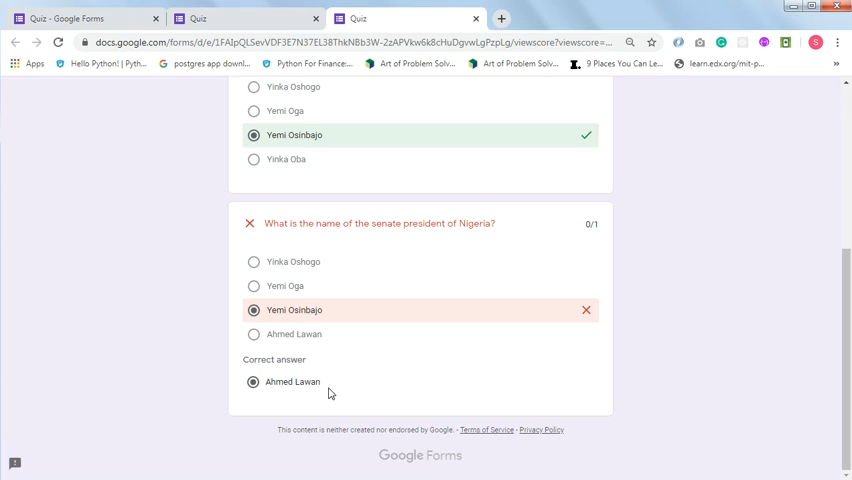 Quiz - Google Forms
Quiz
Quiz
docs.google.com/forms/d/e/1FAIpQLSevVDF3E7N37EL38ThkNBb3W-2zAPVkw6k8cHuDgvwLgPzpLg/viewscore?viewscore=...
S
Apps
Hello Python! | Pyth...
postgres app downl...
Python For Finance:...
Art of Problem Solv...
Art of Problem Solv...
9 Places You Can Le...
learn.edx.org/mit-p...
Yinka Oshogo
Yemi Oga
Yemi Osinbajo
Yinka Oba
What is the name of the senate president of Nigeria?
0/1
Yinka Oshogo
Yemi Oga
Yemi Osinbajo
Ahmed Lawan
Correct answer
Ahmed Lawan
This content is neither created nor endorsed by Google. - Terms of Service - Privacy Policy
Google Forms